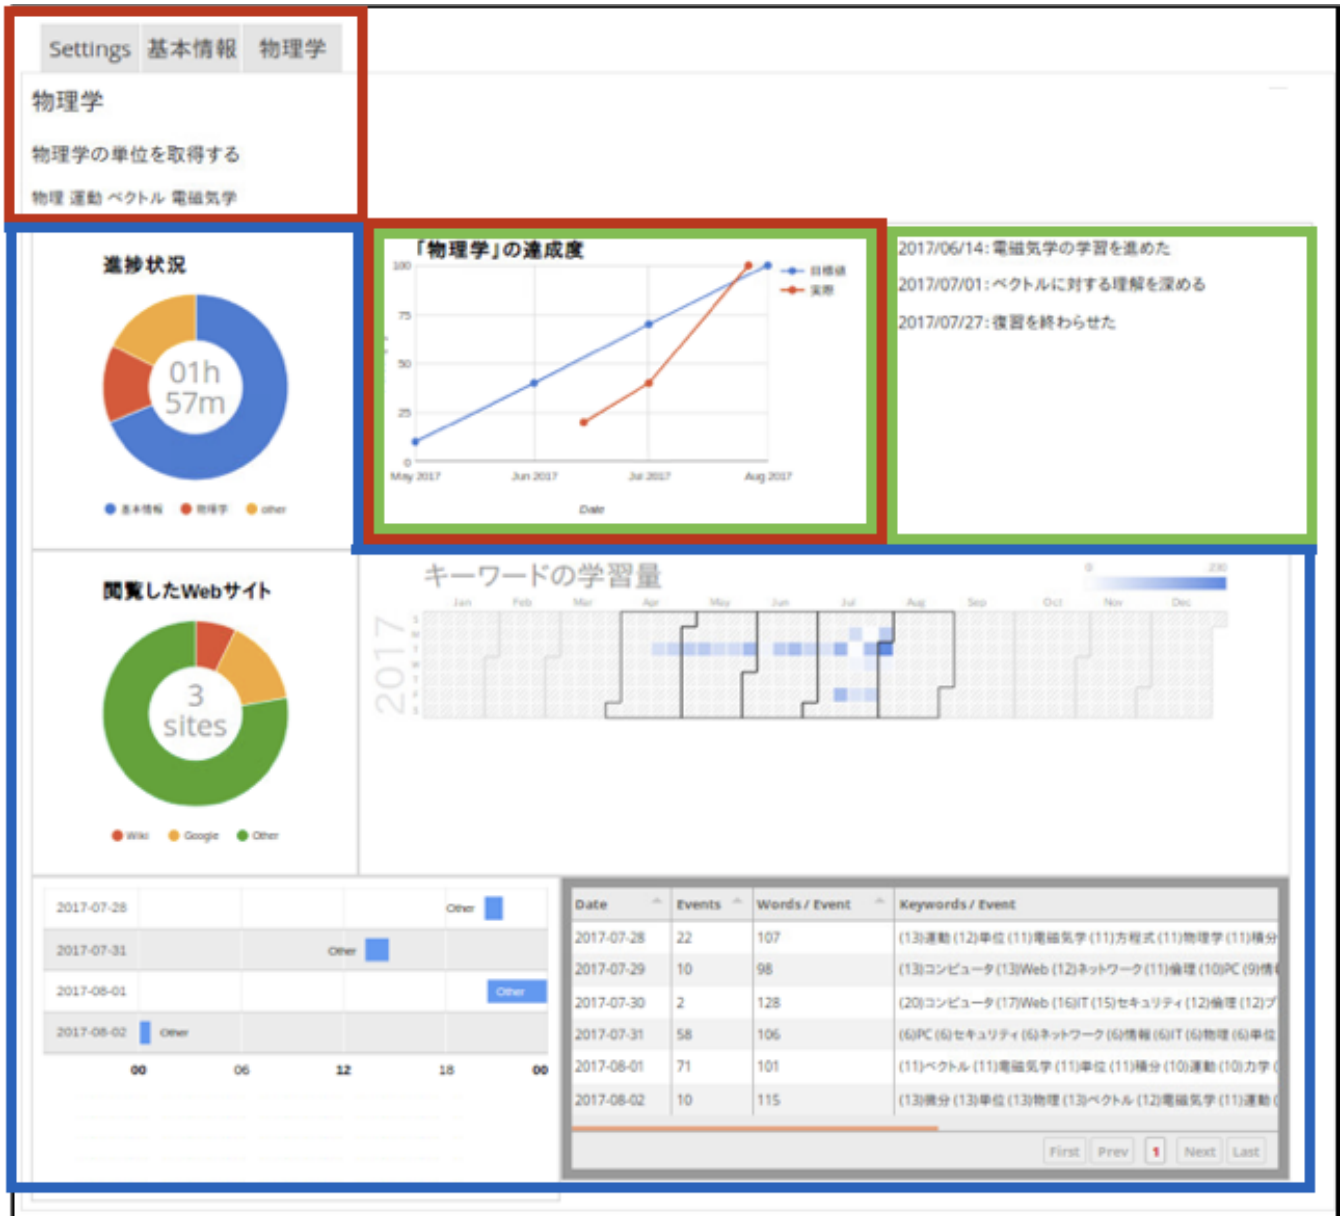 Settings 基本情報 物理学
物理学
物理学の単位を取得する
物理 運動 ベクトル 電磁気学
進捗状況
01h
57m
基本情報 物理学 other
「物理学」の達成度
100
75
50
25
0
May 2017 Jun 2017 Jul 2017 Aug 2017
Date
目標値
実際
2017/06/14:電磁気学の学習を進めた
2017/07/01:ベクトルに対する理解を深める
2017/07/27:復習を終わらせた
閲覧したWebサイト
3
sites
Wiki Google Other
キーワードの学習量
0 230
Jan Feb Mar Apr May Jun Jul Aug Sep Oct Nov Dec
2017
S
M
T
W
T
F
S
2017-07-28 Other
2017-07-31 Other
2017-08-01 Other
2017-08-02 Other
00 06 12 18 00
Date Events Words / Event Keywords / Event
2017-07-28 22 107 (13)運動 (12)単位 (11)電磁気学 (11)方程式 (11)物理学 (11)積分
2017-07-29 10 98 (13)コンピュータ (13)Web (12)ネットワーク (11)倫理 (10)PC (9)情
2017-07-30 2 128 (20)コンピュータ (17)Web (16)IT (15)セキュリティ (12)倫理 (12)プ
2017-07-31 58 106 (6)PC (6)セキュリティ (6)ネットワーク (6)情報 (6)IT (6)物理 (6)単位
2017-08-01 71 101 (11)ベクトル (11)電磁気学 (11)単位 (11)積分 (10)運動 (10)力学 (
2017-08-02 10 115 (13)微分 (13)単位 (13)物理 (13)ベクトル (12)電磁気学 (11)運動 (
First Prev 1 Next Last